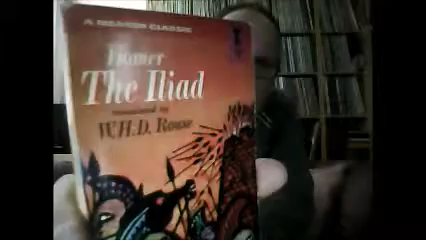 A MENTOR CLASSIC
Homer
The Iliad
translated by
W.H.D. Rouse